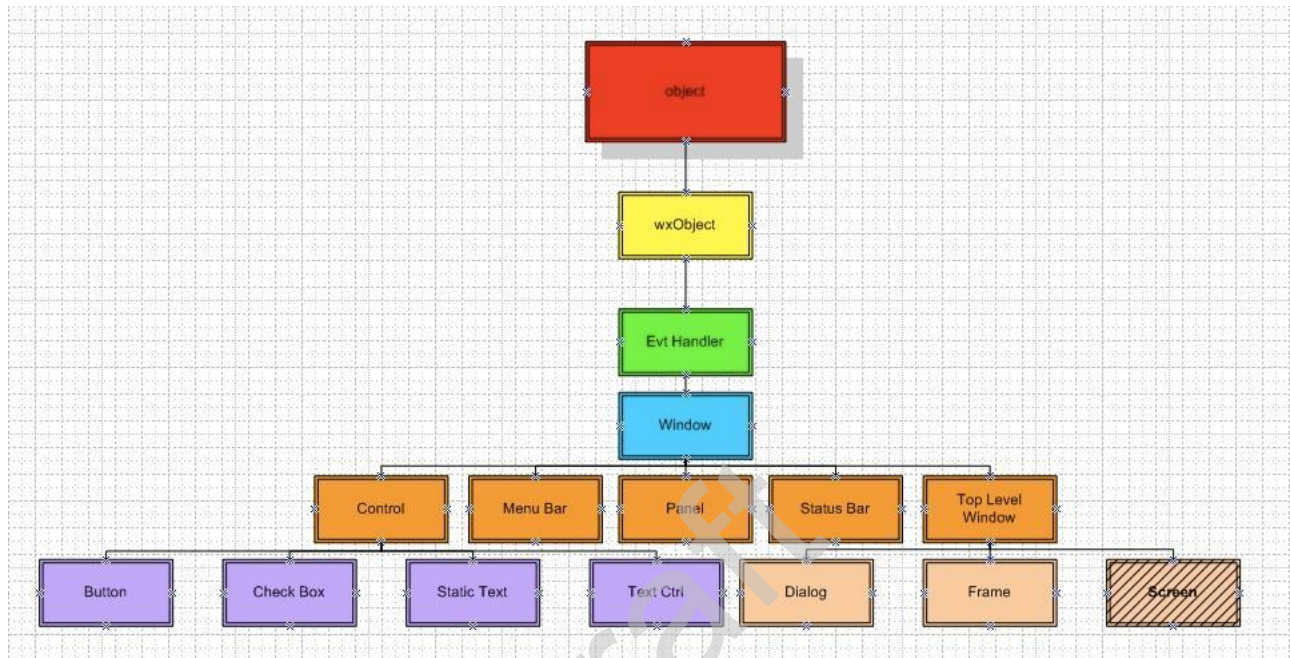 object
wxObject
Evt Handler
Window
Control
Menu Bar
Panel
Status Bar
Top Level
Window
Button
Check Box
Static Text
Text Ctrl
Dialog
Frame
Screen